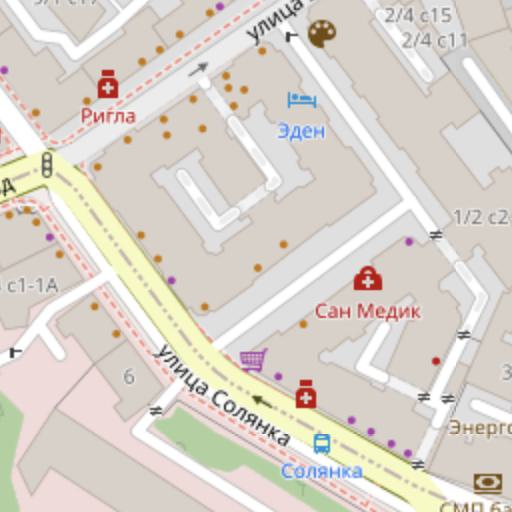 улица
2/4 с15
2/4 с11
Ригла
Эден
1/2 с2
с1-1А
Сан Медик
улица Солянка
6
Энерго
Солянка
СМП ба